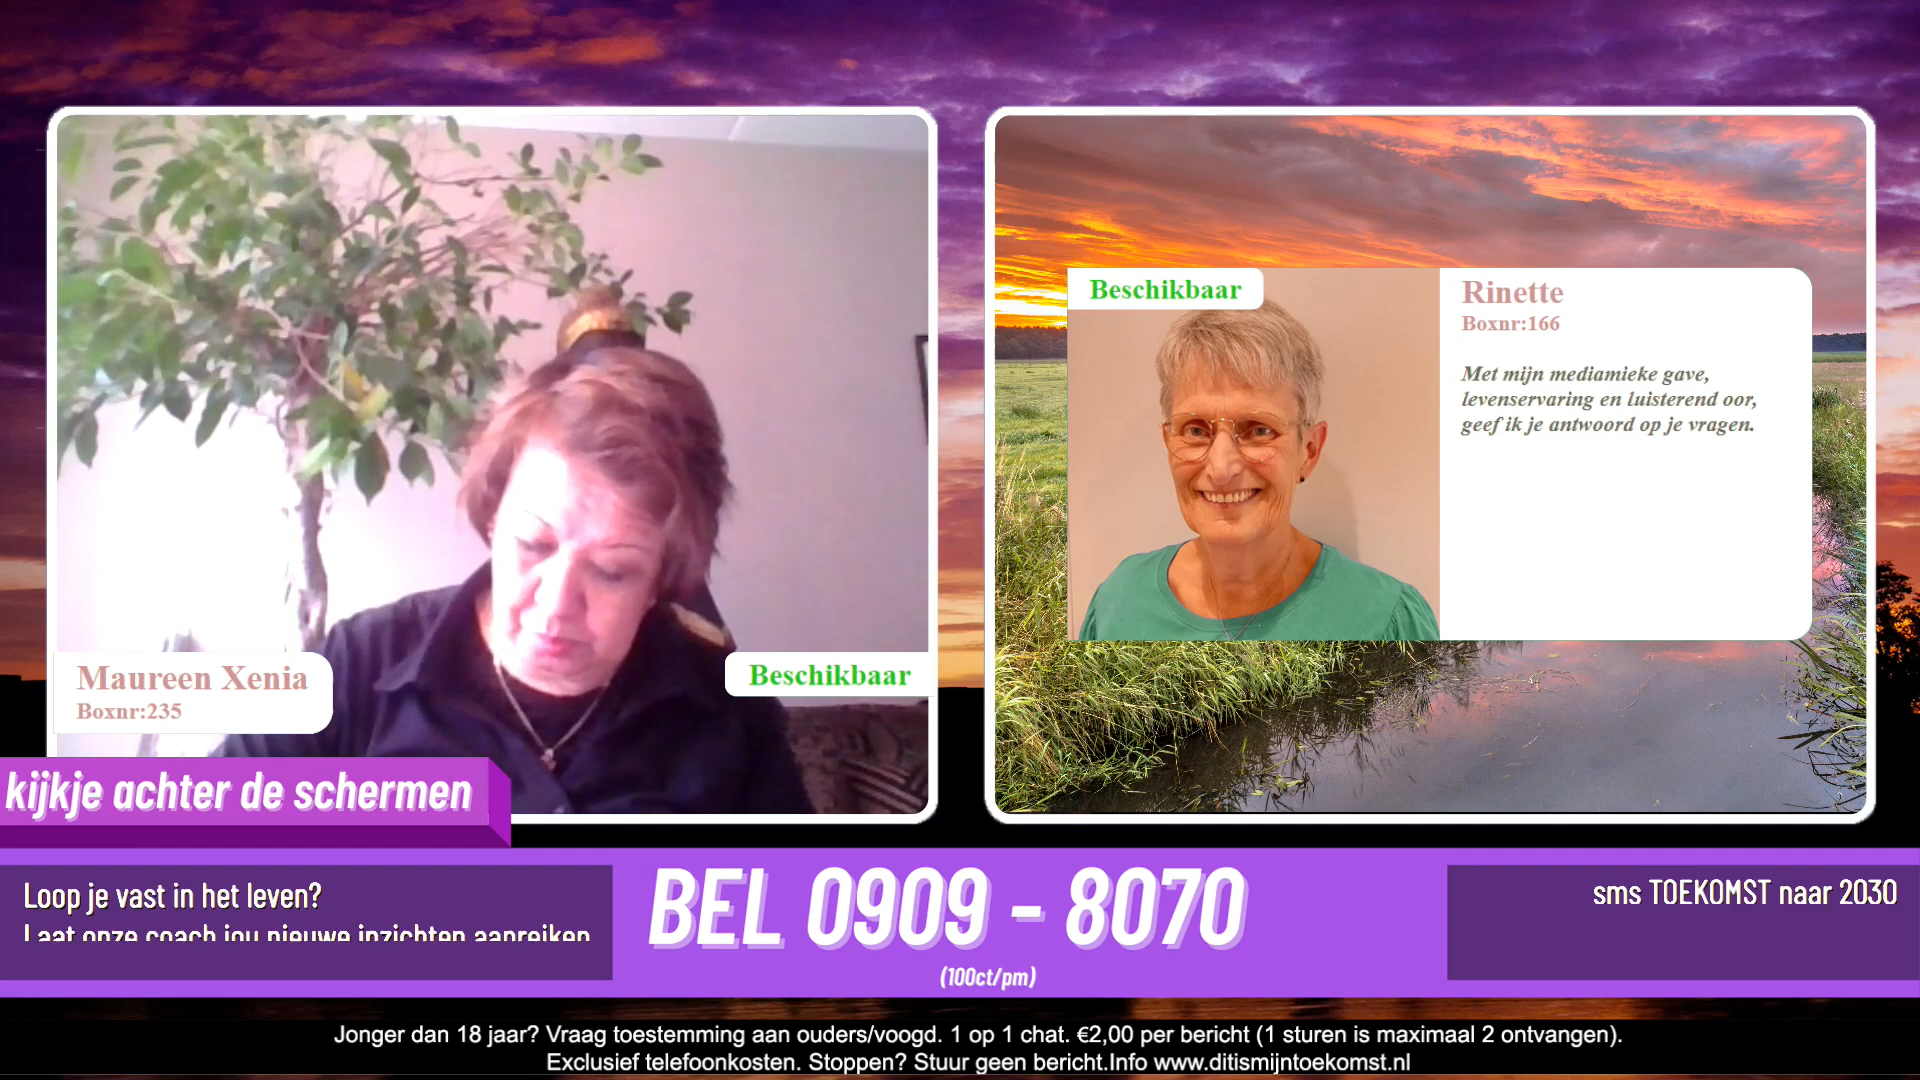 Beschikbaar
Rinette
Boxnr:166
Met mijn mediamieke gave,
levenservaring en luisterend oor,
geef ik je antwoord op je vragen.
Maureen Xenia
Boxnr:235
Beschikbaar
kijkje achter de schermen
Loop je vast in het leven?
Laat onze coach jou nieuwe inzichten aanreiken
BEL 0909 - 8070
(100ct/pm)
sms TOEKOMST naar 2030
Jonger dan 18 jaar? Vraag toestemming aan ouders/voogd. 1 op 1 chat. €2,00 per bericht (1 sturen is maximaal 2 ontvangen).
Exclusief telefoonkosten. Stoppen? Stuur geen bericht.Info www.ditismijntoekomst.nl